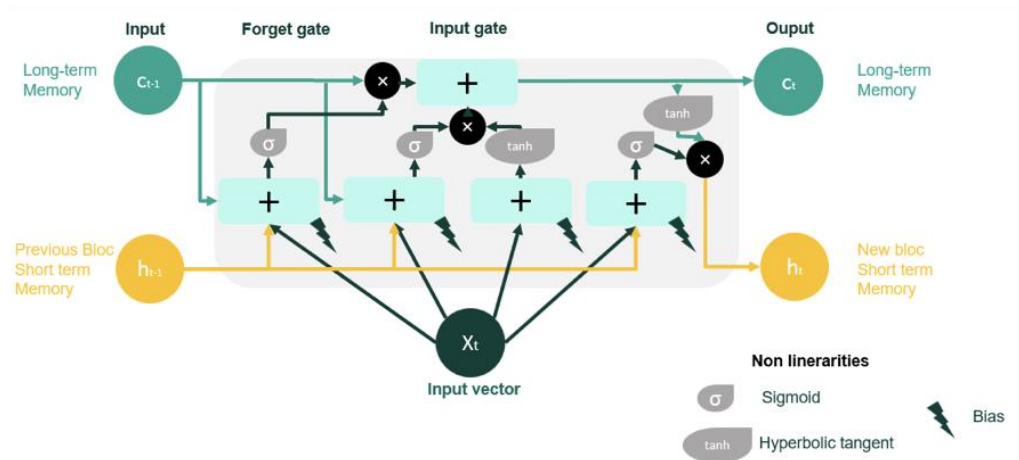 Input
Forget gate
Input gate
Ouput
Long-term
Memory
Ct-1
×
+
Ct
Long-term
Memory
tanh
σ
σ
×
tanh
σ
×
+
+
+
+
Previous Bloc
Short term
Memory
ht-1
ht
New bloc
Short term
Memory
Xt
Input vector
Non linerarities
σ
Sigmoid
Bias
tanh
Hyperbolic tangent